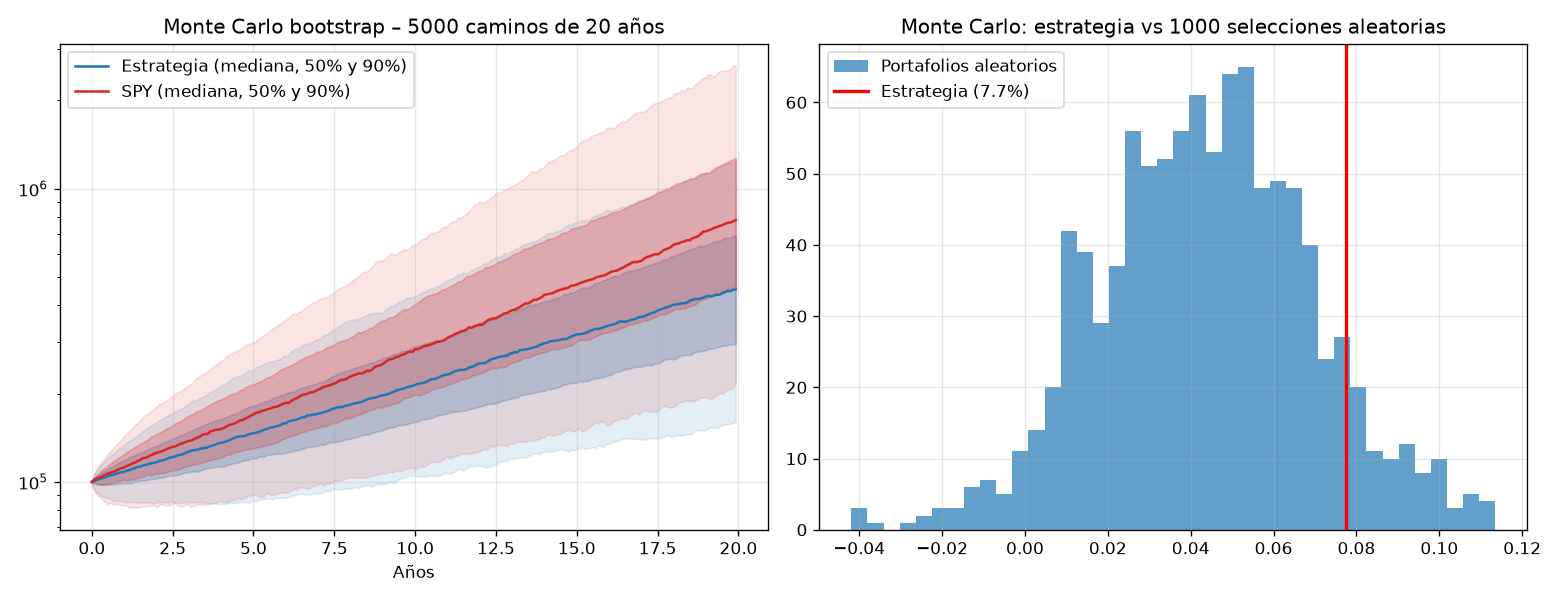 Monte Carlo bootstrap – 5000 caminos de 20 años
Estrategia (mediana, 50% y 90%)
SPY (mediana, 50% y 90%)
10^6
10^5
0.0 2.5 5.0 7.5 10.0 12.5 15.0 17.5 20.0
Años
Monte Carlo: estrategia vs 1000 selecciones aleatorias
Portafolios aleatorios
Estrategia (7.7%)
60
50
40
30
20
10
0
−0.04 −0.02 0.00 0.02 0.04 0.06 0.08 0.10 0.12